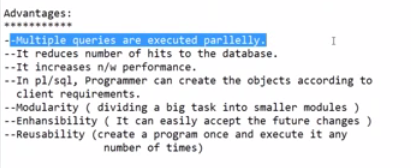 Advantages:
***********
--Multiple queries are executed parllelly.
--It reduces number of hits to the database.
--It increases n/w performance.
--In pl/sql, Programmer can create the objects according to
client requirements.
--Modularity ( dividing a big task into smaller modules )
--Enhansibility ( It can easily accept the future changes )
--Reusability (create a program once and execute it any
number of times)